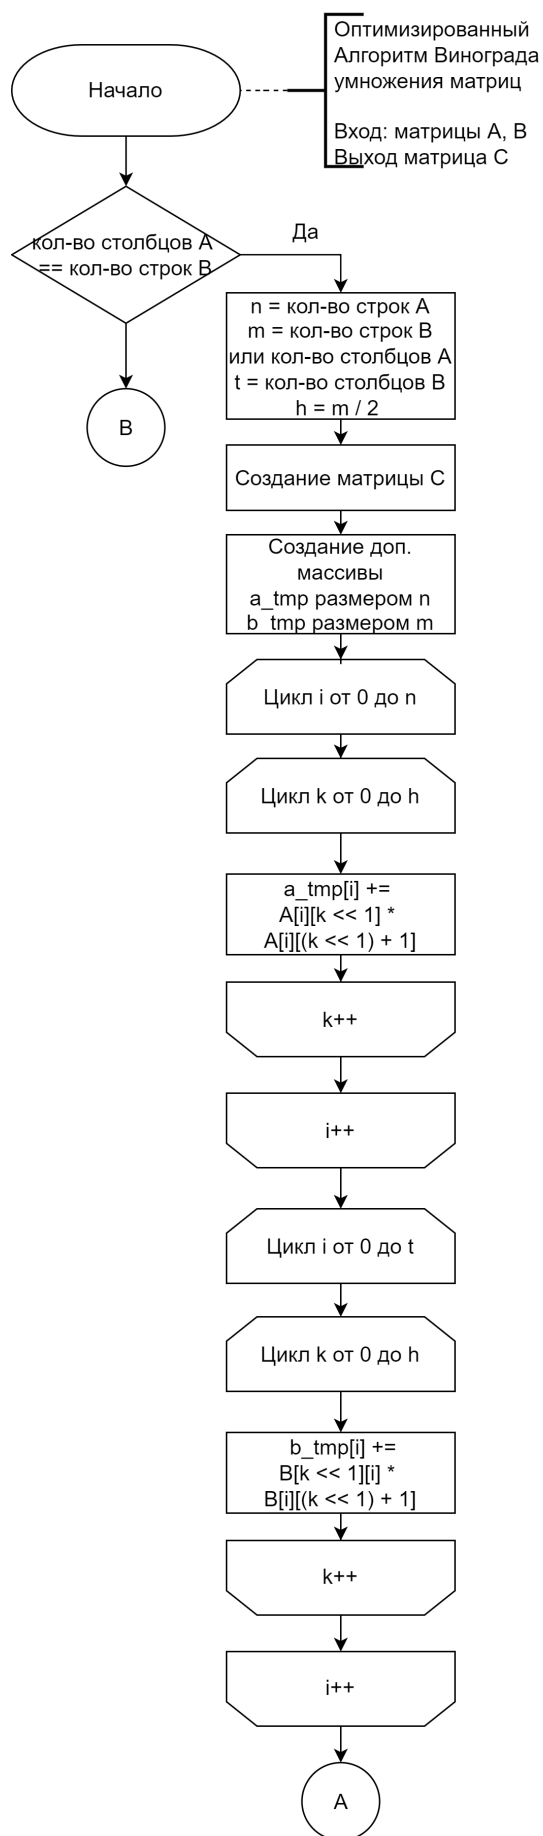 Начало
Оптимизированный
Алгоритм Винограда
умножения матриц
Вход: матрицы A, B
Выход матрица C
кол-во столбцов A
== кол-во строк B
Да
B
n = кол-во строк A
m = кол-во строк B
или кол-во столбцов A
t = кол-во столбцов B
h = m / 2
Создание матрицы C
Создание доп.
массивы
a_tmp размером n
b_tmp размером m
Цикл i от 0 до n
Цикл k от 0 до h
a_tmp[i] +=
A[i][k << 1] *
A[i][(k << 1) + 1]
k++
i++
Цикл i от 0 до t
Цикл k от 0 до h
b_tmp[i] +=
B[k << 1][i] *
B[i][(k << 1) + 1]
k++
i++
A